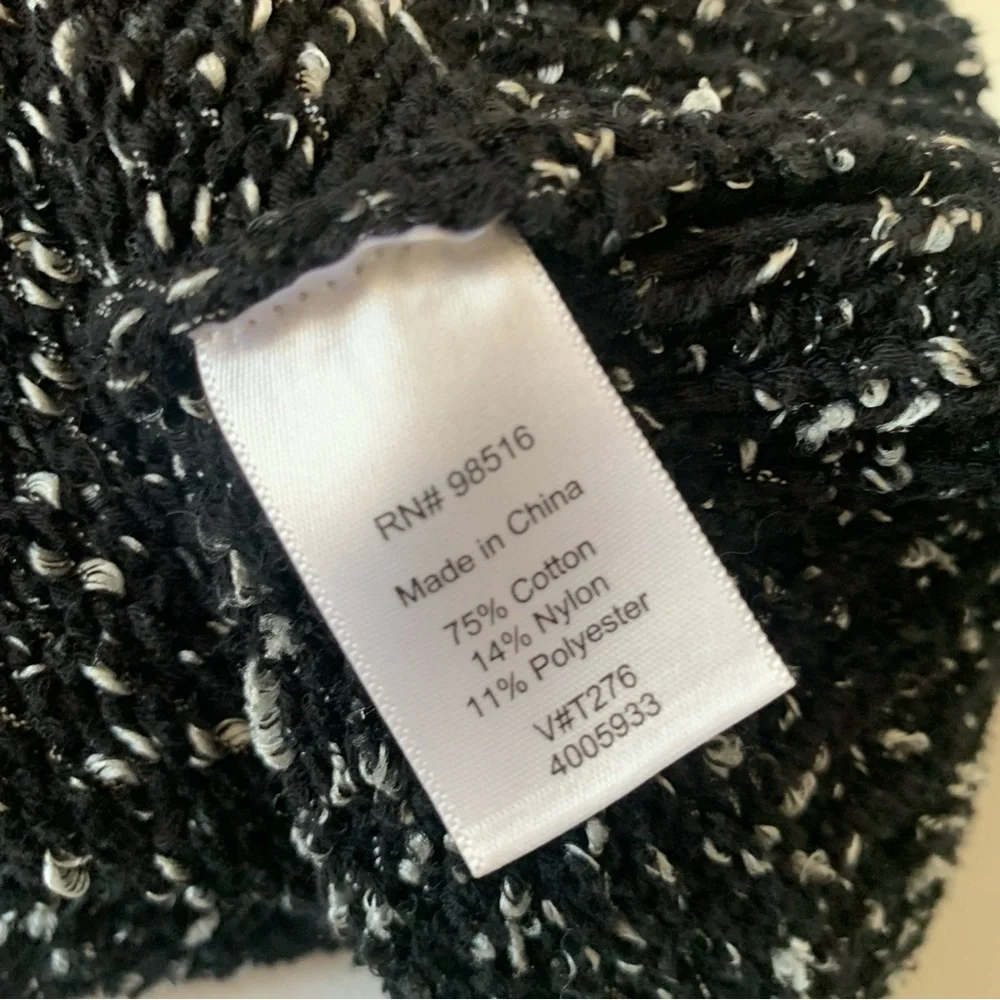 RN# 98516
Made in China
75% Cotton
14% Nylon
11% Polyester
V#T276
4005933